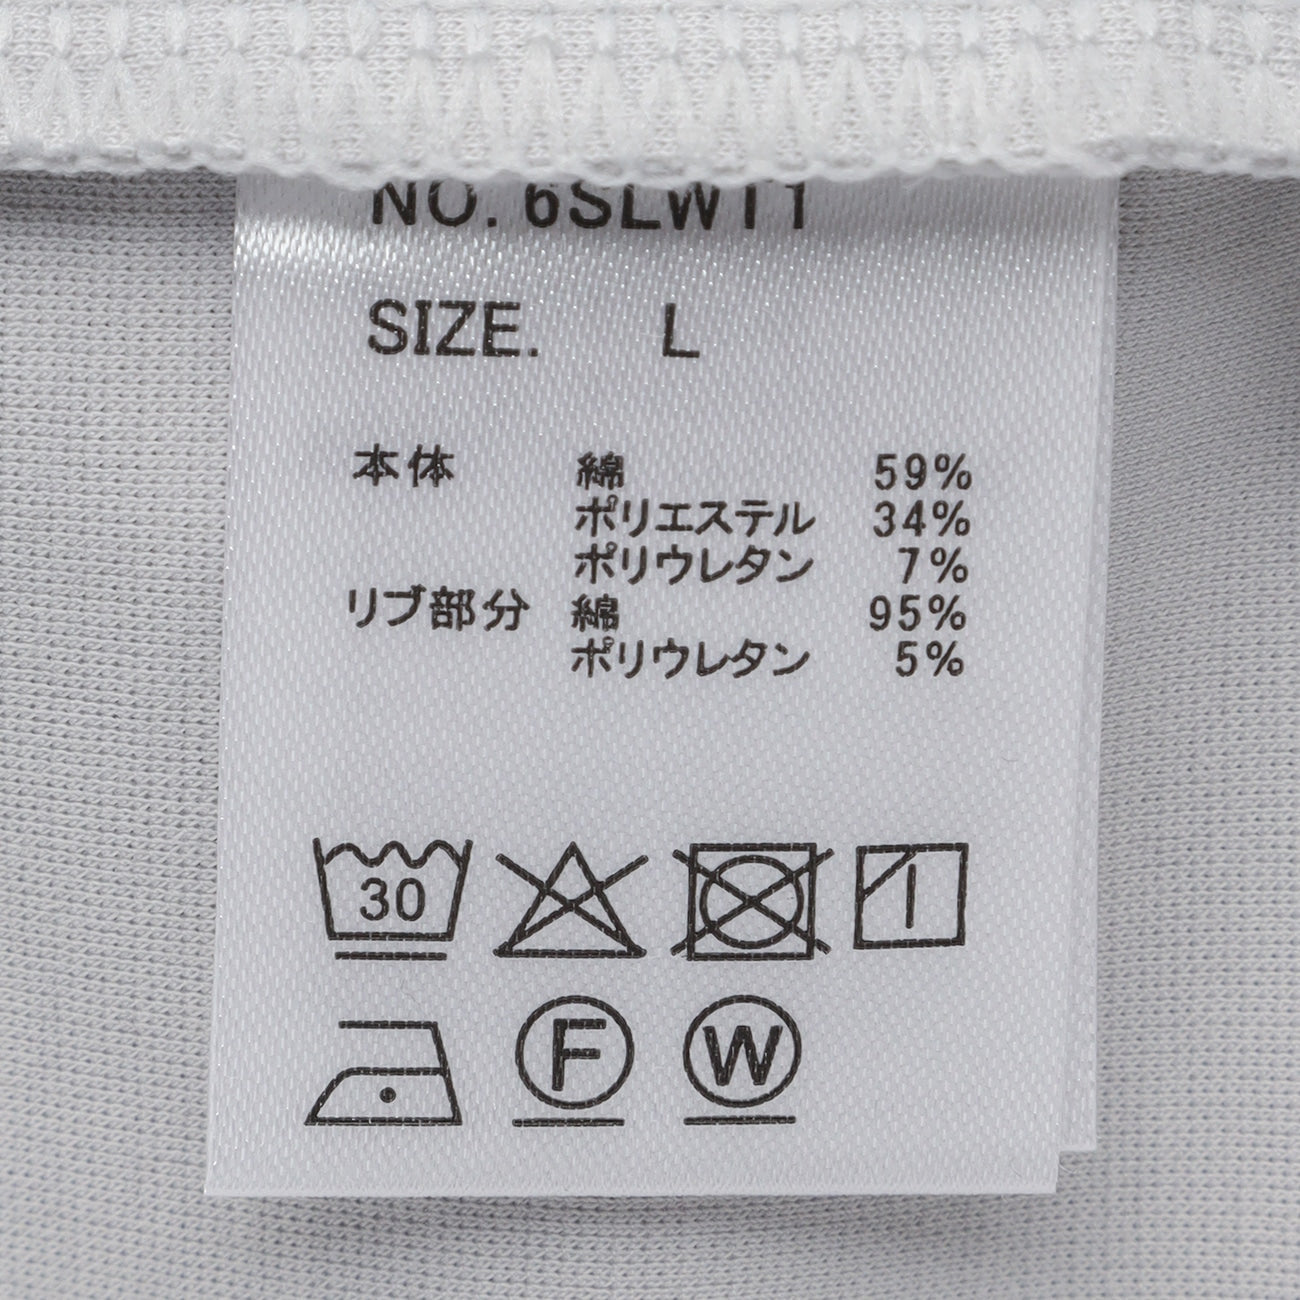 NO. 6SLW11
SIZE. L
本体 綿 59%
ポリエステル 34%
ポリウレタン 7%
リブ部分 綿 95%
ポリウレタン 5%
30
F W